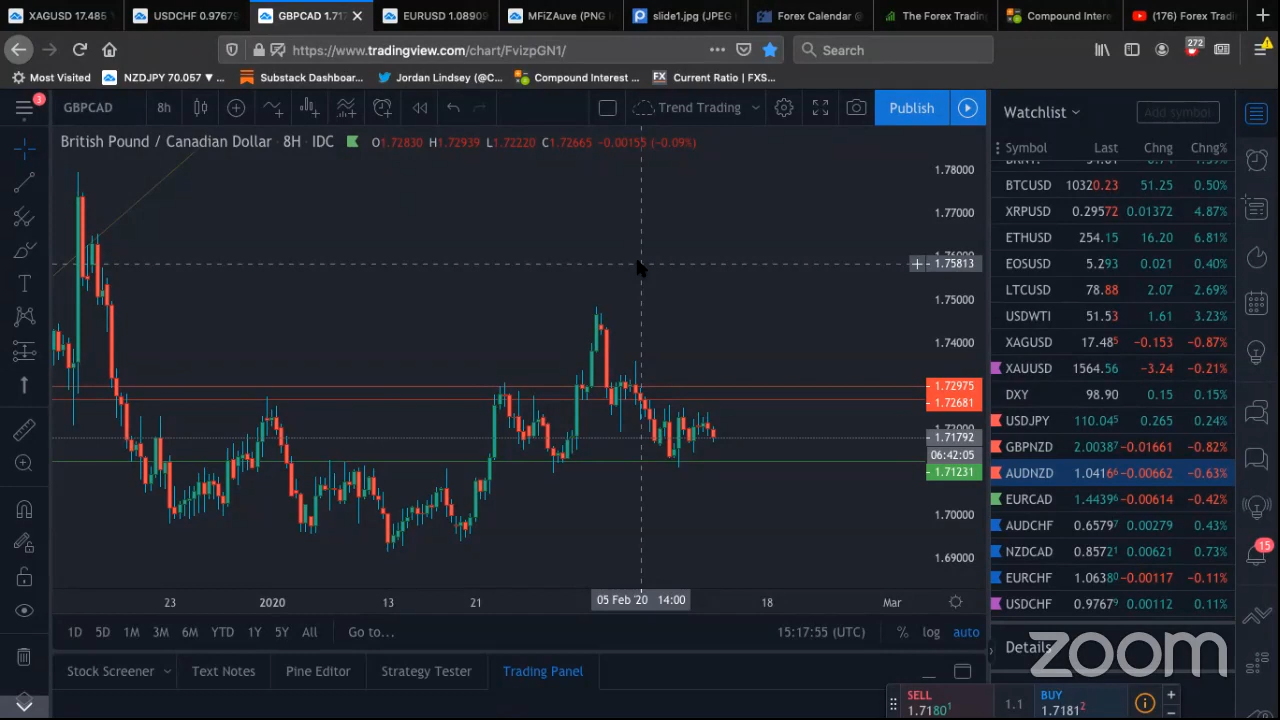 XAGUSD 17.485
USDCHF 0.9767
GBPCAD 1.717
EURUSD 1.0890
MFiZAuve (PNG I
slide1.jpg (JPEG
Forex Calendar @
The Forex Trading
Compound Intere
(176) Forex Tradi
https://www.tradingview.com/chart/FvizpGN1/
Search
272
Most Visited
NZDJPY 70.057 ▼ ...
Substack Dashboar...
Jordan Lindsey (@C...
Compound Interest ...
FX Current Ratio | FXS...
3
GBPCAD
8h
Trend Trading
Publish
Watchlist
Add symbol
British Pound / Canadian Dollar 8H · IDC
O1.72830 H1.72939 L1.72220 C1.72665 -0.00155 (-0.09%)
Symbol Last Chng Chng%
BTCUSD 10320.23 51.25 0.50%
XRPUSD 0.29572 0.01372 4.87%
ETHUSD 254.15 16.20 6.81%
EOSUSD 5.293 0.021 0.40%
LTCUSD 78.88 2.07 2.69%
USDWTI 51.53 1.61 3.23%
XAGUSD 17.485 -0.153 -0.87%
XAUUSD 1564.56 -3.24 -0.21%
DXY 98.90 0.15 0.15%
USDJPY 110.045 0.265 0.24%
GBPNZD 2.00387 -0.01661 -0.82%
AUDNZD 1.04166 -0.00662 -0.63%
EURCAD 1.44396 -0.00614 -0.42%
AUDCHF 0.65797 0.00279 0.43%
NZDCAD 0.85721 0.00621 0.73%
EURCHF 1.06380 -0.00117 -0.11%
USDCHF 0.97679 0.00112 0.11%
15
1.78000
1.77000
1.75813
1.75000
1.74000
1.72975
1.72681
1.71792
06:42:05
1.71231
1.70000
1.69000
23
2020
13
21
05 Feb '20 14:00
18
Mar
1D 5D 1M 3M 6M YTD 1Y 5Y All
Go to...
15:17:55 (UTC)
% log auto
Details
zoom
Stock Screener
Text Notes
Pine Editor
Strategy Tester
Trading Panel
SELL
1.7180¹
1.1
BUY
1.7181²